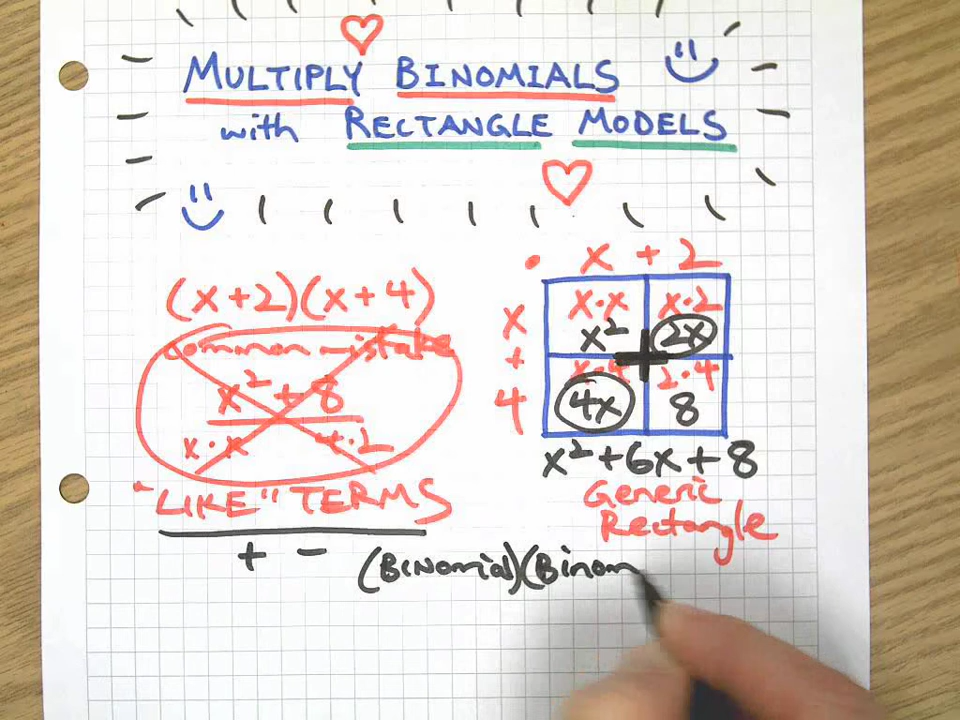 MULTIPLY BINOMIALS
with RECTANGLE MODELS
(x+2)(x+4)
common mistake
x² + 8
x·x 4·2
"LIKE" TERMS
+ −
· x + 2
x
+
4
x·x x·2
x² 2x
+
x·4 2·4
4x 8
x²+6x+8
Generic
Rectangle
(Binomial)(Binom